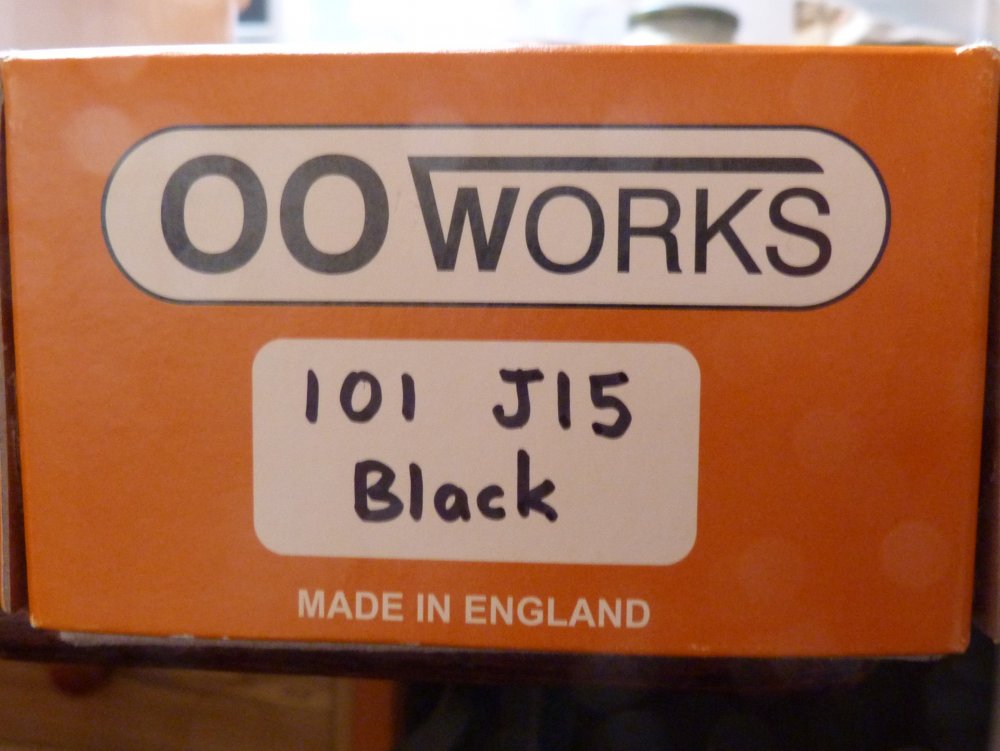 OO WORKS
101 J15
Black
MADE IN ENGLAND